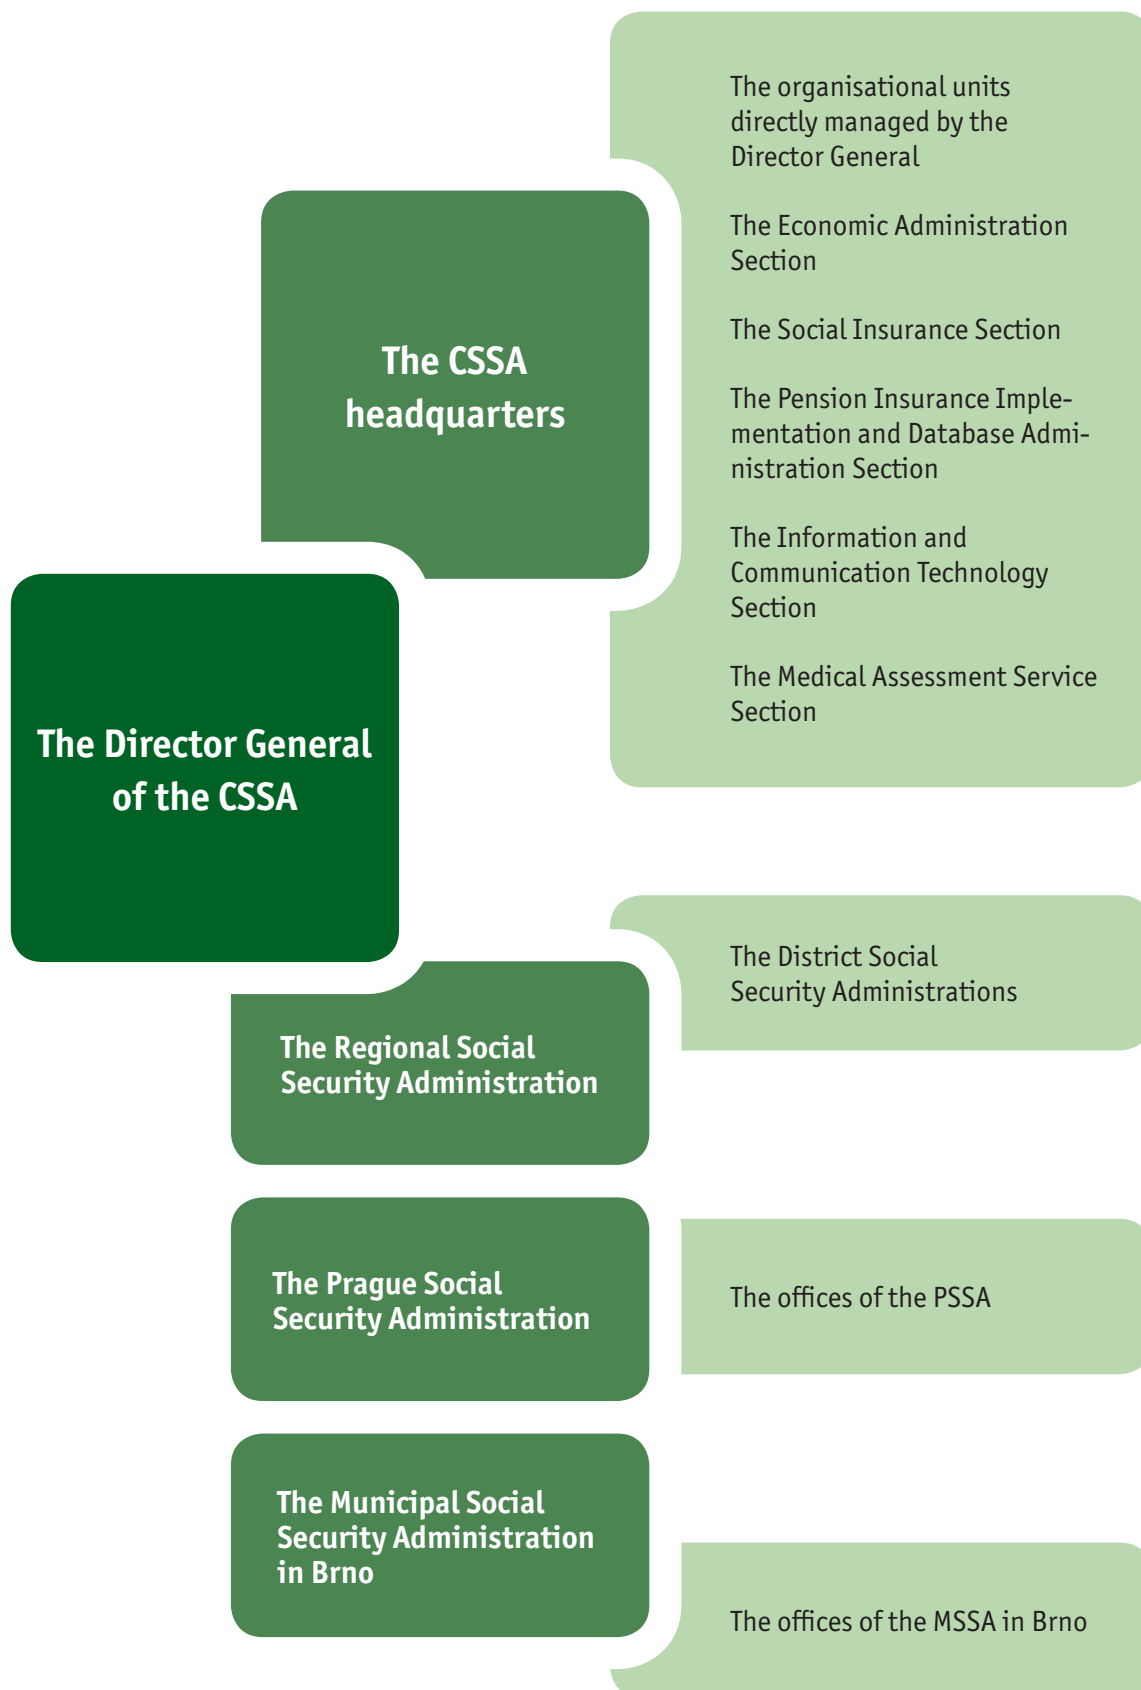 The organisational units
directly managed by the
Director General
The Economic Administration
Section
The Social Insurance Section
The Pension Insurance Imple-
mentation and Database Admi-
nistration Section
The Information and
Communication Technology
Section
The Medical Assessment Service
Section
The CSSA
headquarters
The Director General
of the CSSA
The District Social
Security Administrations
The Regional Social
Security Administration
The Prague Social
Security Administration
The offices of the PSSA
The Municipal Social
Security Administration
in Brno
The offices of the MSSA in Brno